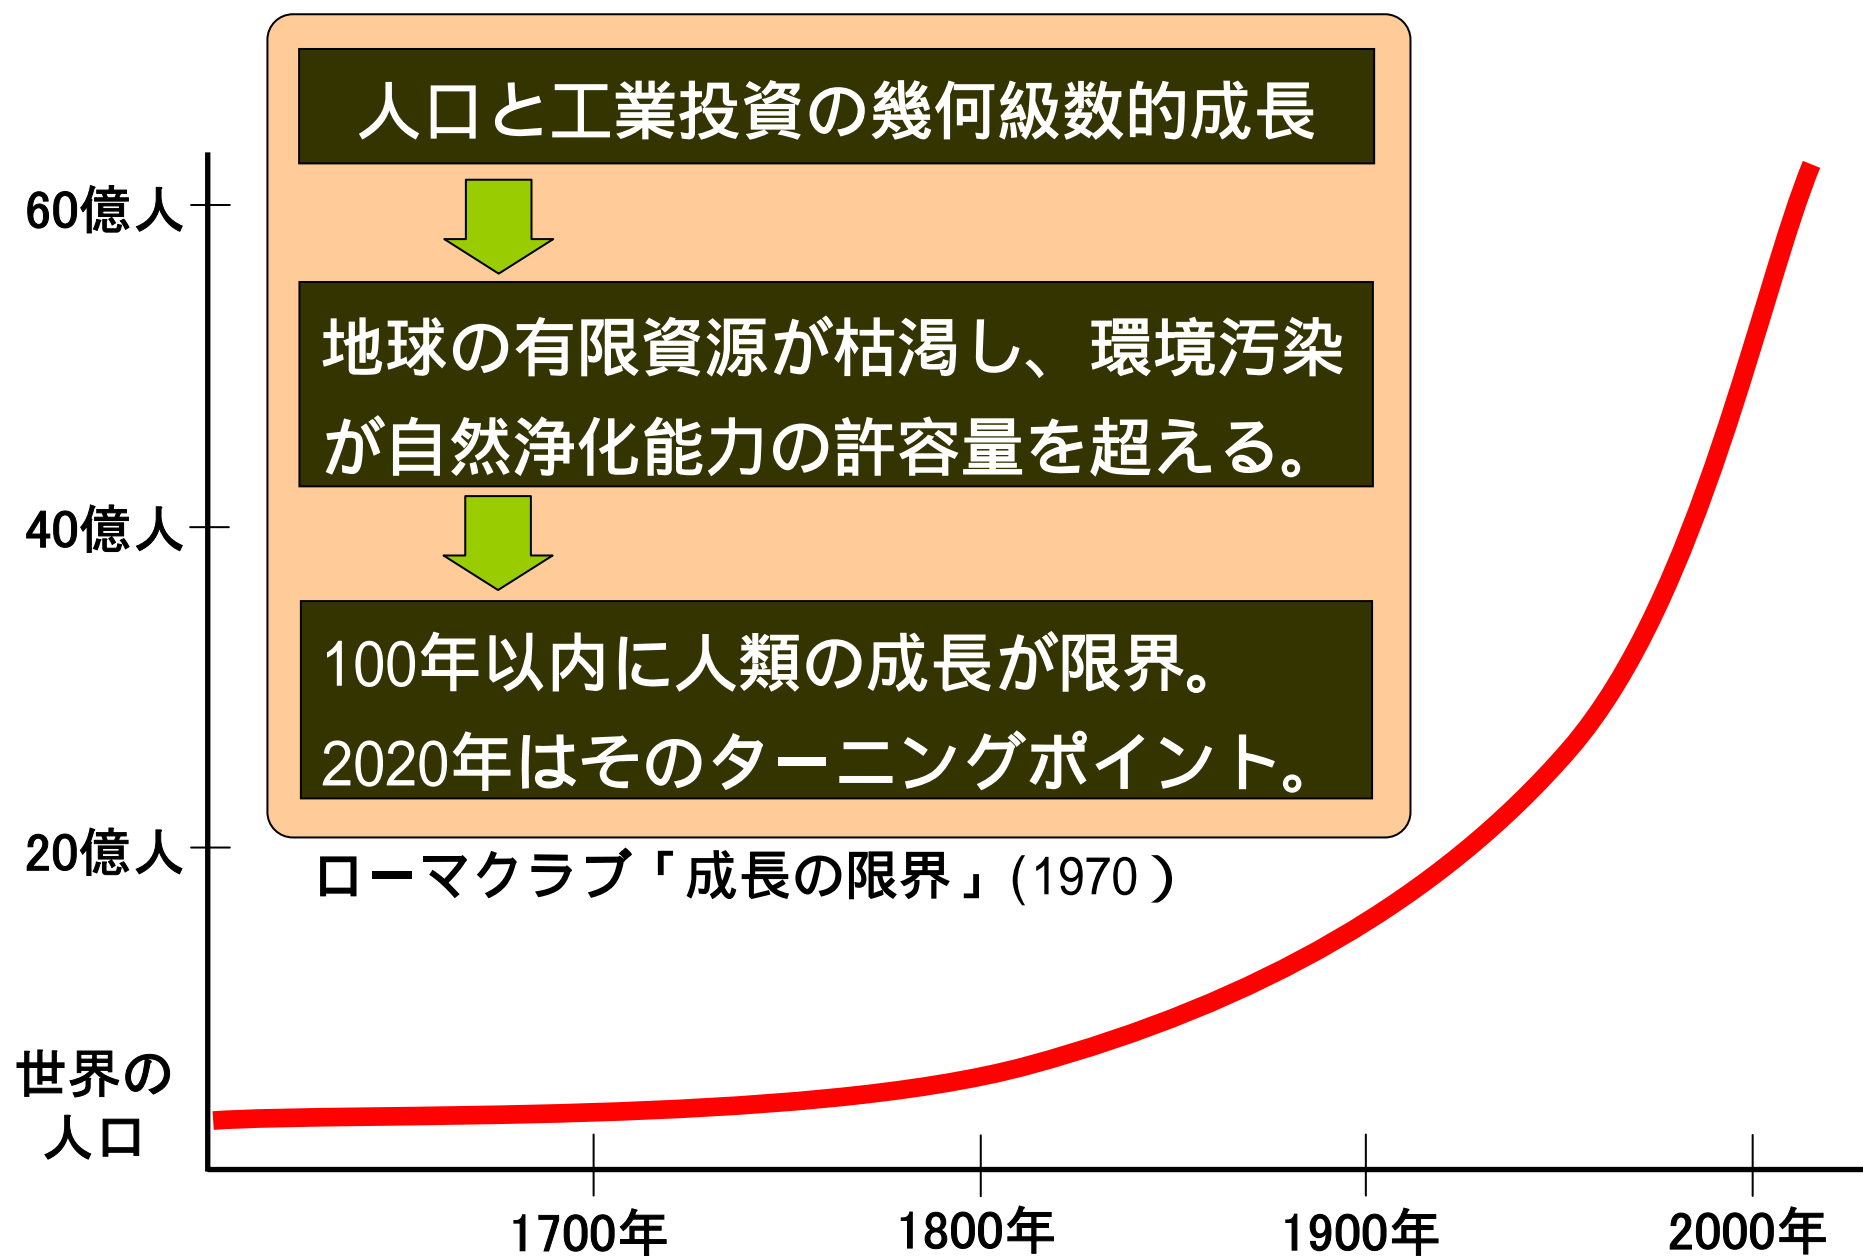 人口と工業投資の幾何級数的成長
60億人
地球の有限資源が枯渇し、環境汚染
が自然浄化能力の許容量を超える。
40億人
100年以内に人類の成長が限界。
2020年はそのターニングポイント。
20億人
ローマクラブ「成長の限界」(1970)
世界の
人口
1700年
1800年
1900年
2000年